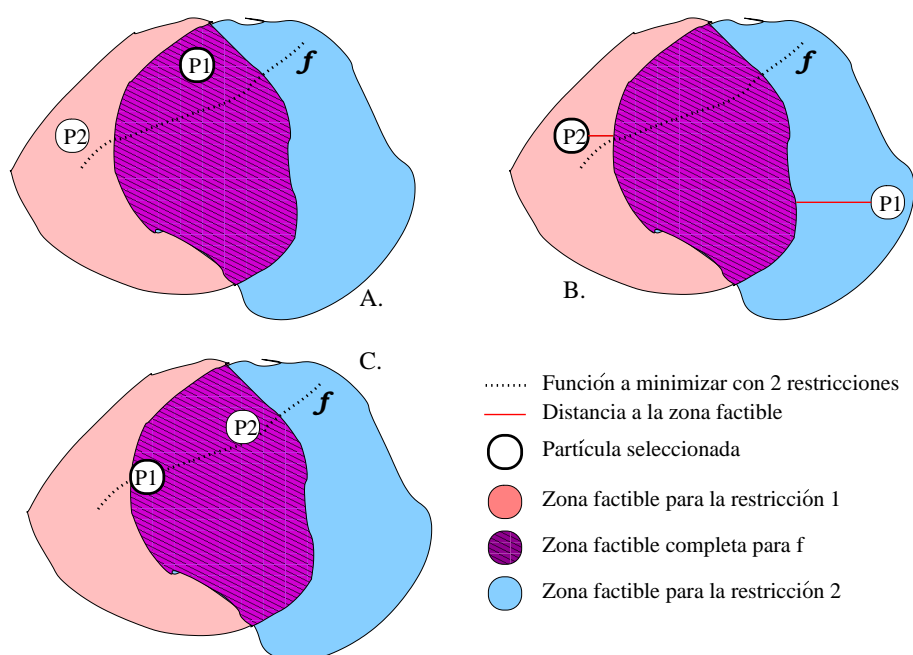 P1
f
P2
A.
f
P2
P1
B.
C.
f
P2
P1
Función a minimizar con 2 restricciones
Distancia a la zona factible
Partícula seleccionada
Zona factible para la restricción 1
Zona factible completa para f
Zona factible para la restricción 2